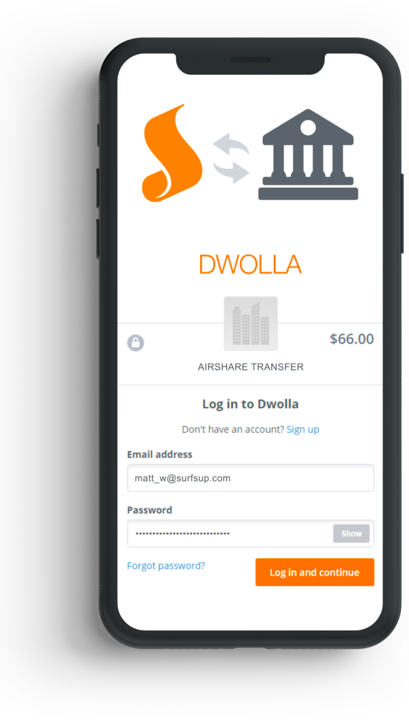 DWOLLA
$66.00
AIRSHARE TRANSFER
Log in to Dwolla
Don't have an account? Sign up
Email address
matt_w@surfsup.com
Password
Show
Forgot password? Log in and continue